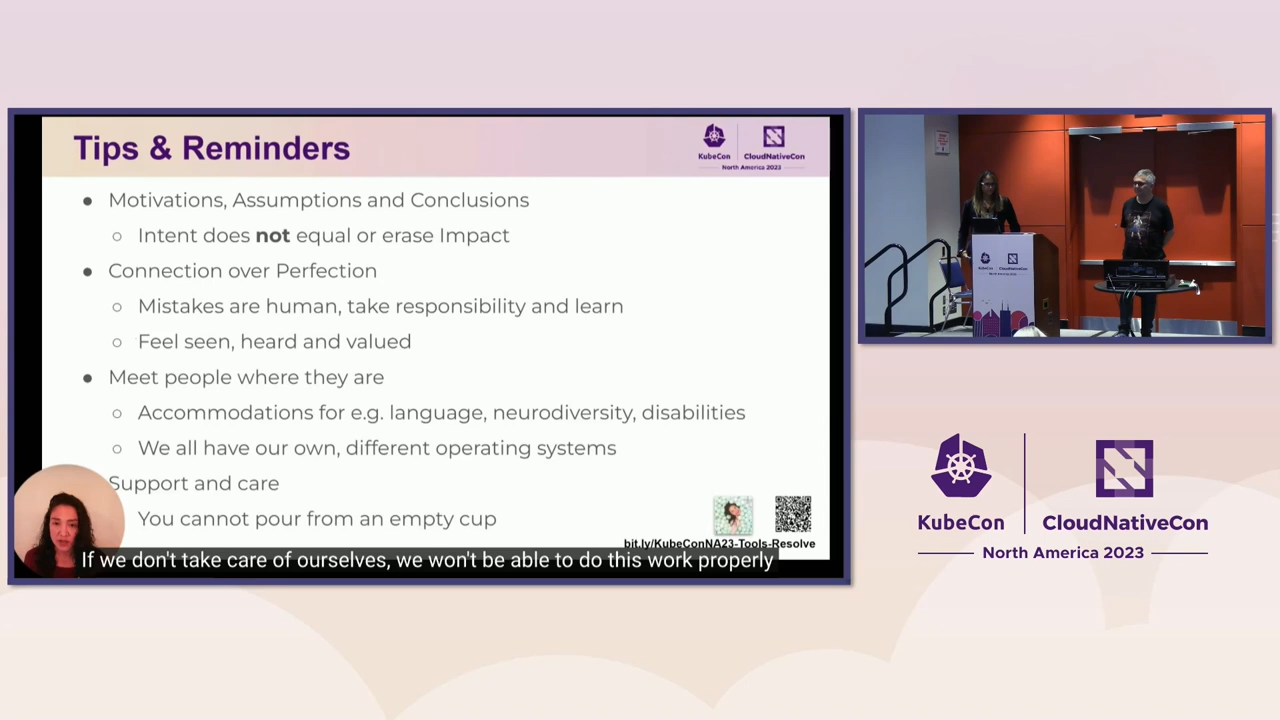 Tips & Reminders
KubeCon
CloudNativeCon
North America 2023
● Motivations, Assumptions and Conclusions
○ Intent does not equal or erase Impact
● Connection over Perfection
○ Mistakes are human, take responsibility and learn
○ Feel seen, heard and valued
● Meet people where they are
○ Accommodations for e.g. language, neurodiversity, disabilities
○ We all have our own, different operating systems
Support and care
You cannot pour from an empty cup
bit.ly/KubeConNA23-Tools-Resolve
If we don't take care of ourselves, we won't be able to do this work properly
KubeCon
CloudNativeCon
KubeCon
CloudNativeCon
North America 2023